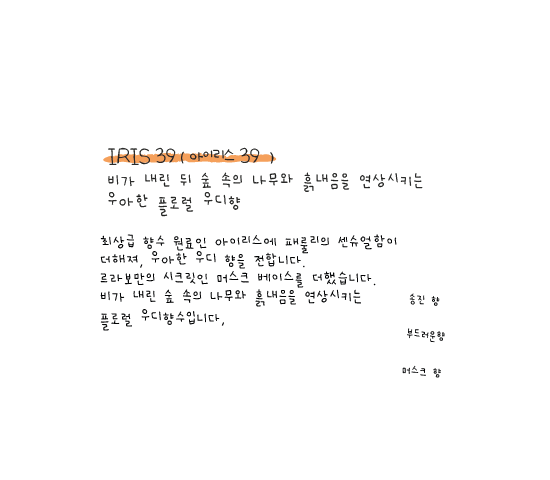 IRIS 39 ( 아이리스 39 )
비가 내린 뒤 숲 속의 나무와 흙내음을 연상시키는
우아한 플로럴 우디향
최상급 향수 원료인 아이리스에 패출리의 센슈얼함이
더해져, 우아한 우디 향을 전합니다.
르라보만의 시크릿인 머스크 베이스를 더했습니다.
비가 내린 숲 속의 나무와 흙내음을 연상시키는
플로럴 우디향수입니다,
송진 향
부드러운향
머스크 향